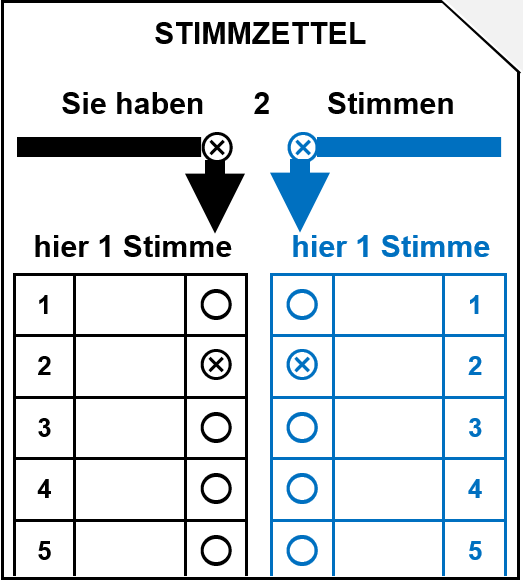 STIMMZETTEL
Sie haben 2 Stimmen
hier 1 Stimme hier 1 Stimme
1 1
2 2
3 3
4 4
5 5